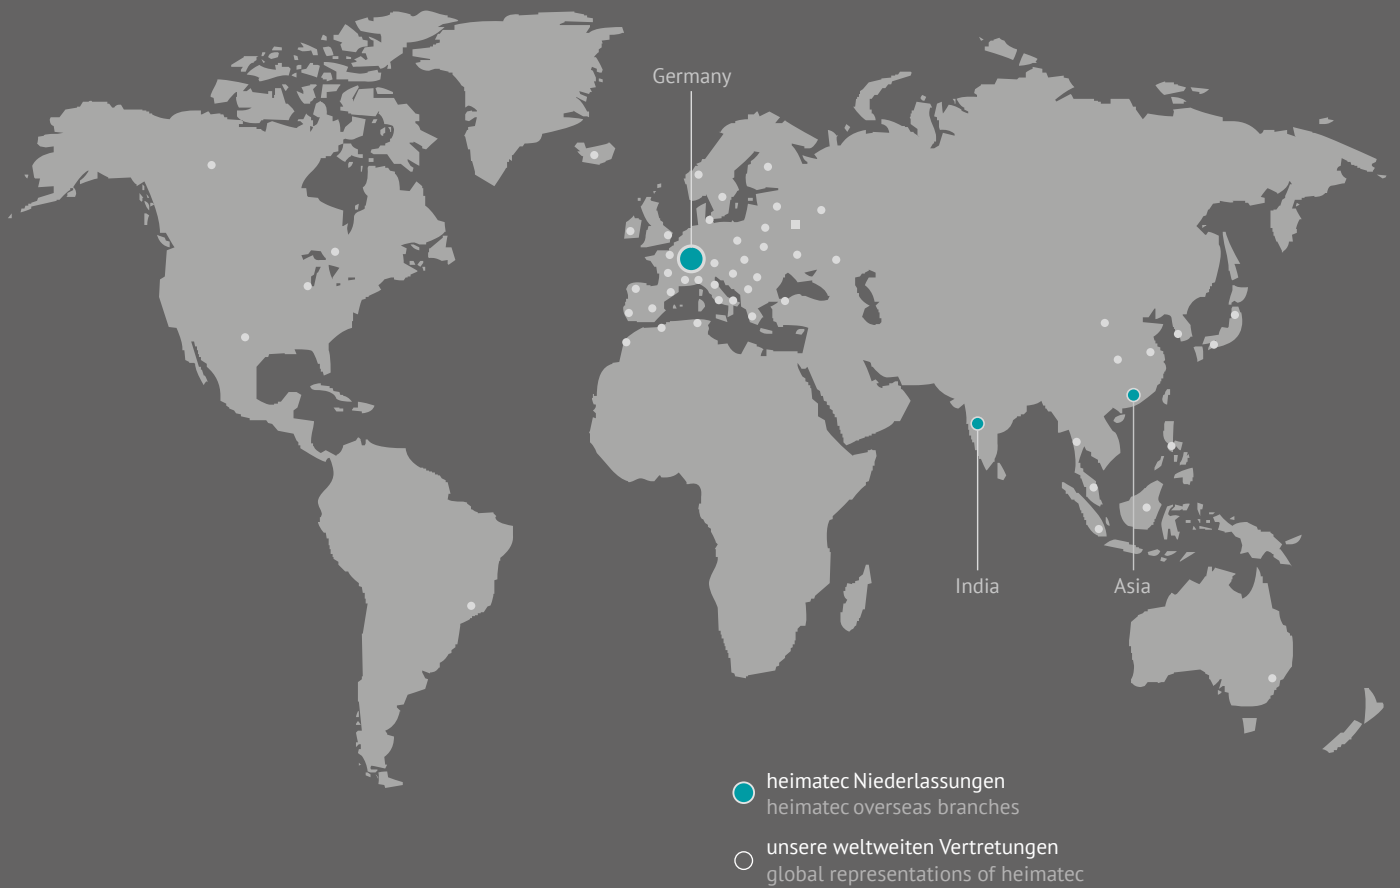 Germany
India
Asia
heimatec Niederlassungen
heimatec overseas branches
unsere weltweiten Vertretungen
global representations of heimatec